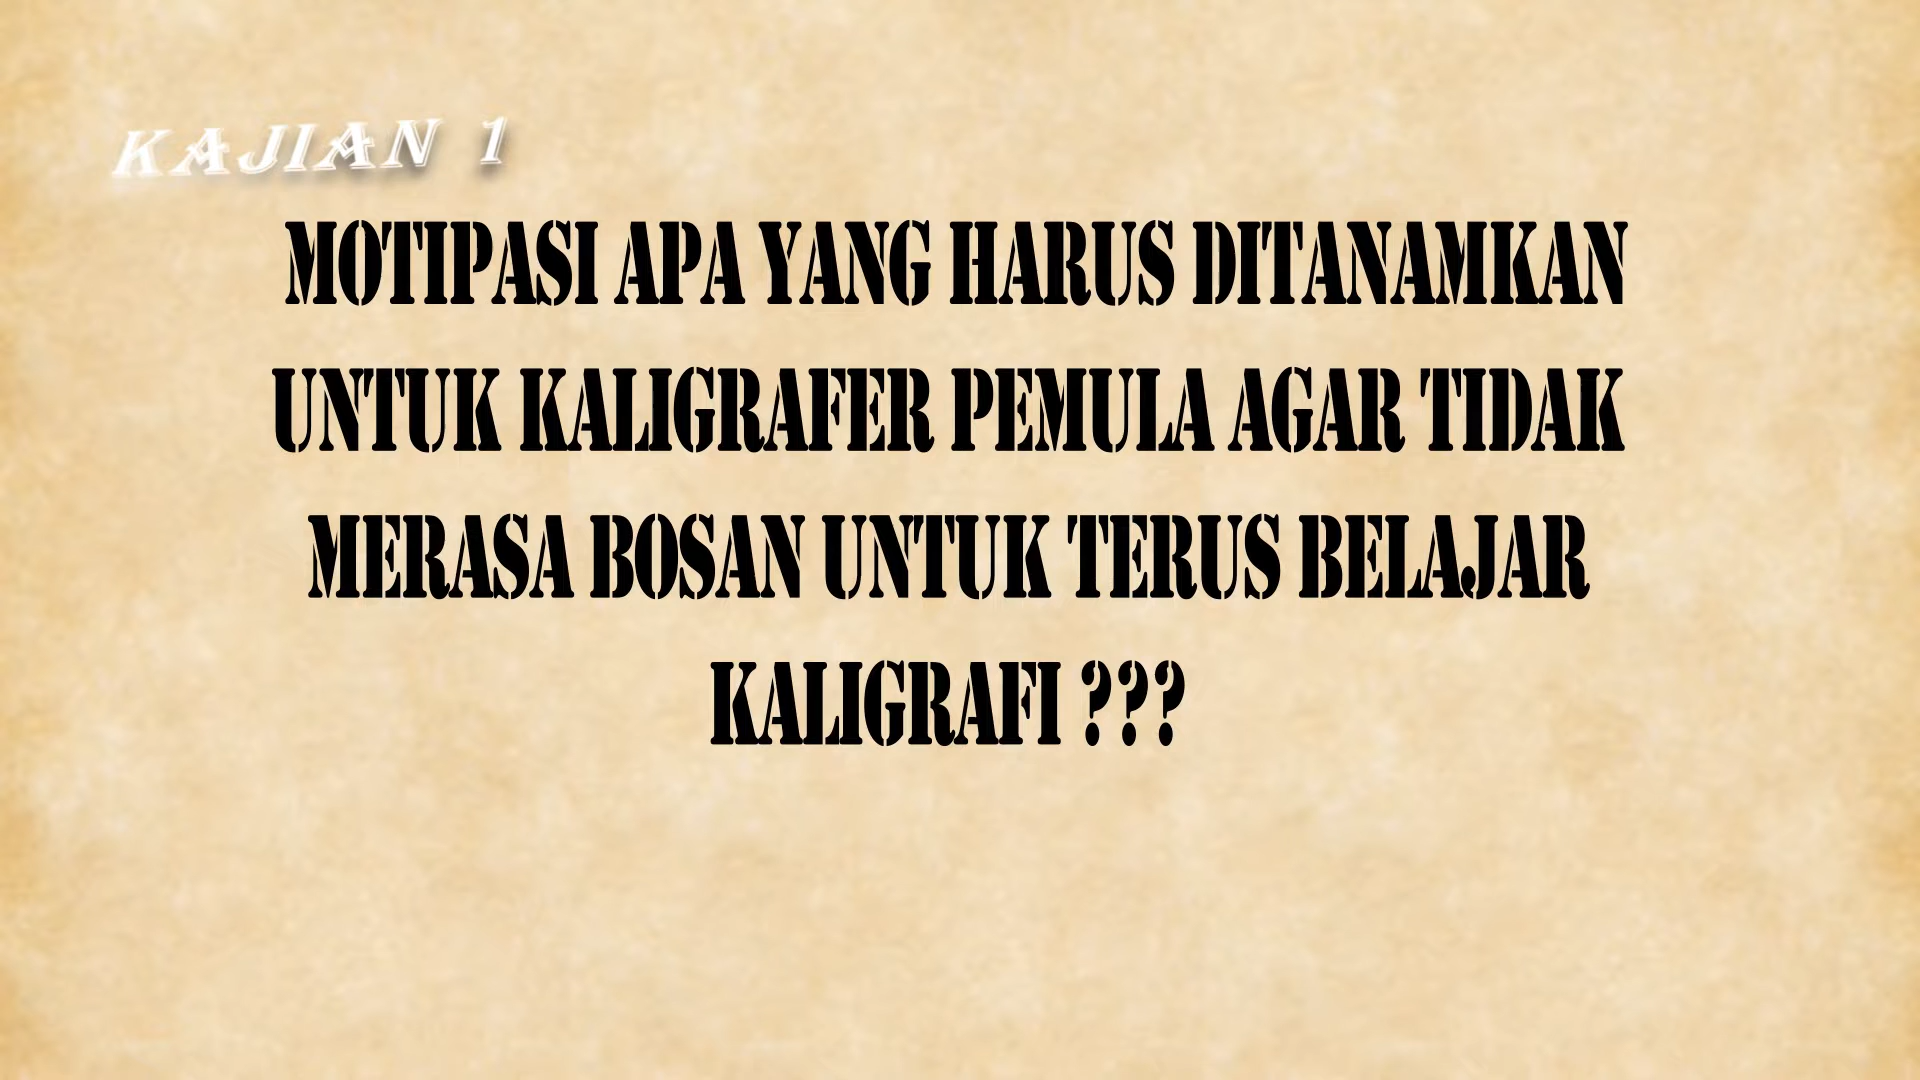 KAJIAN 1
MOTIPASI APA YANG HARUS DITANAMKAN
UNTUK KALIGRAFER PEMULA AGAR TIDAK
MERASA BOSAN UNTUK TERUS BELAJAR
KALIGRAFI ???